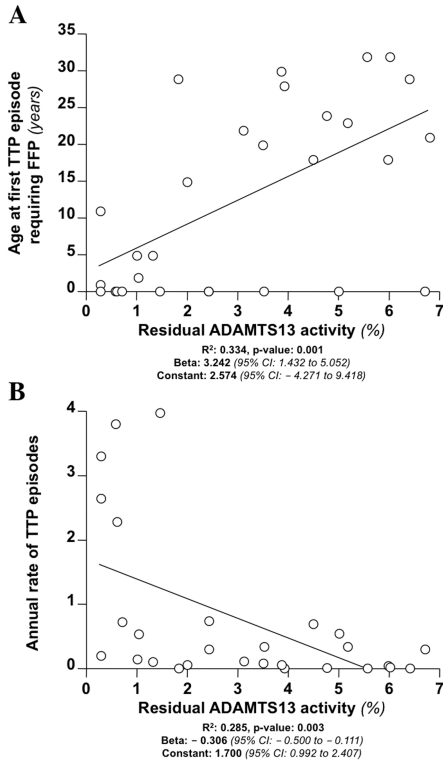 A
Age at first TTP episode
requiring FFP (years)
35
30
25
20
15
10
5
0
0 1 2 3 4 5 6 7
Residual ADAMTS13 activity (%)
R²: 0.334, p-value: 0.001
Beta: 3.242 (95% CI: 1.432 to 5.052)
Constant: 2.574 (95% CI: − 4.271 to 9.418)
B
Annual rate of TTP episodes
4
3
2
1
0
0 1 2 3 4 5 6 7
Residual ADAMTS13 activity (%)
R²: 0.285, p-value: 0.003
Beta: − 0.306 (95% CI: − 0.500 to − 0.111)
Constant: 1.700 (95% CI: 0.992 to 2.407)